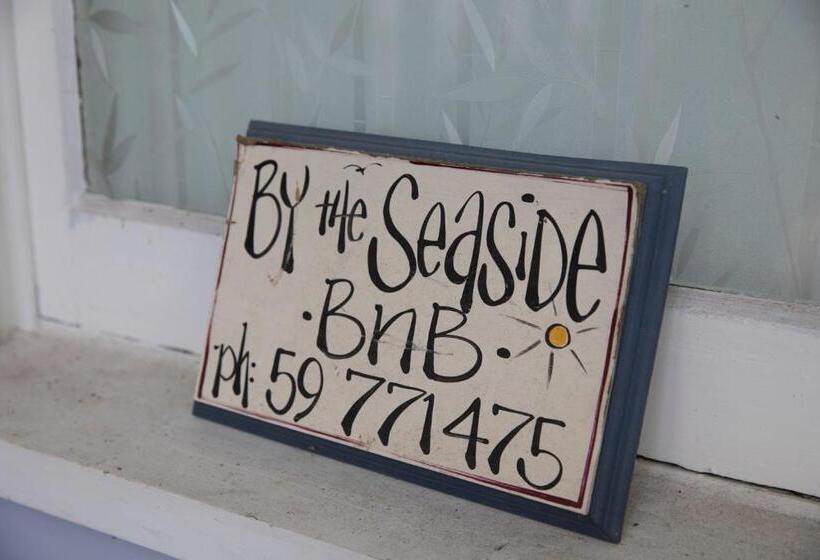 By the Seaside
·BnB·
·ph: 59 771475